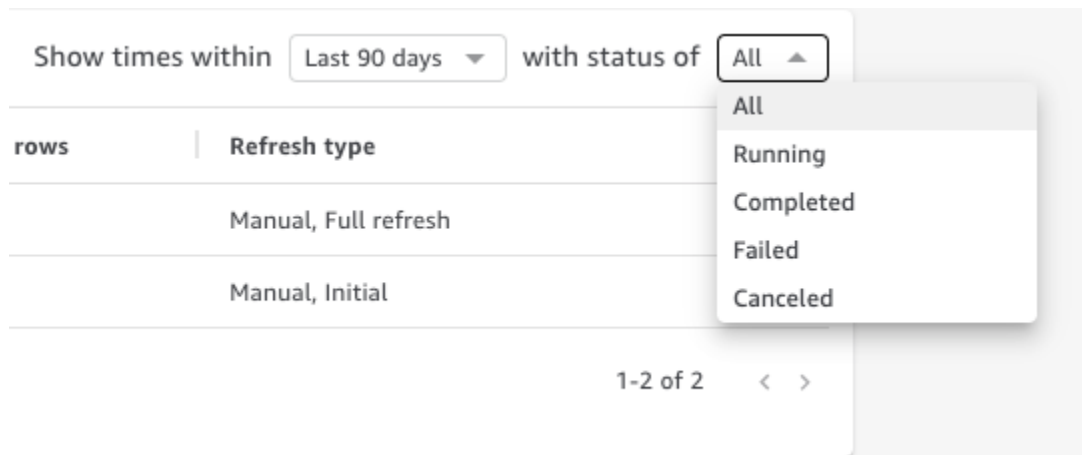 Show times within Last 90 days with status of All
All
rows Refresh type
Running
Completed
Manual, Full refresh
Failed
Manual, Initial
Canceled
1-2 of 2 < >